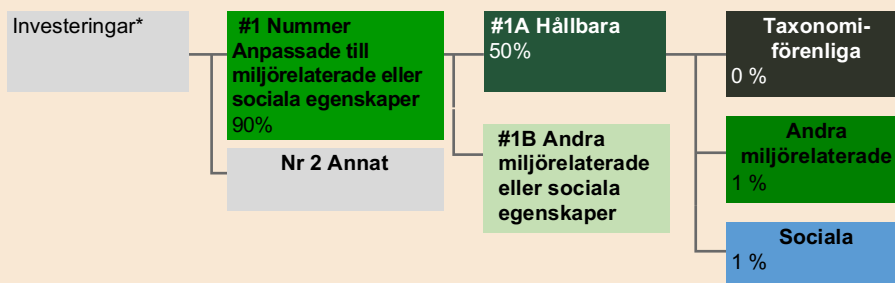 Investeringar*
#1 Nummer
Anpassade till
miljörelaterade eller
sociala egenskaper
90%
Nr 2 Annat
#1A Hållbara
50%
#1B Andra
miljörelaterade
eller sociala
egenskaper
Taxonomi-
förenliga
0 %
Andra
miljörelaterade
1 %
Sociala
1 %